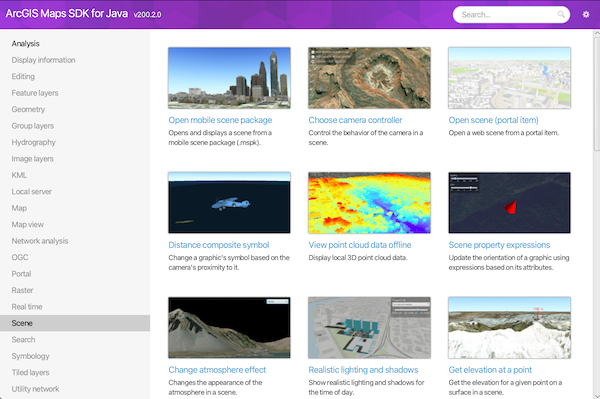 ArcGIS Maps SDK for Java v200.2.0
Search...
Analysis
Display information
Editing
Feature layers
Geometry
Group layers
Hydrography
Image layers
KML
Local server
Map
Map view
Network analysis
OGC
Portal
Raster
Real time
Scene
Search
Symbology
Tiled layers
Utility network
Open mobile scene package
Opens and displays a scene from a
mobile scene package (.mspk).
Choose camera controller
Control the behavior of the camera in a
scene.
Open scene (portal item)
Open a web scene from a portal item.
Distance composite symbol
Change a graphic's symbol based on the
camera's proximity to it.
View point cloud data offline
Display local 3D point cloud data.
Scene property expressions
Update the orientation of a graphic using
expressions based on its attributes.
Change atmosphere effect
Changes the appearance of the
atmosphere in a scene.
Realistic lighting and shadows
Show realistic lighting and shadows for
the time of day.
Get elevation at a point
Get the elevation for a given point on a
surface in a scene.